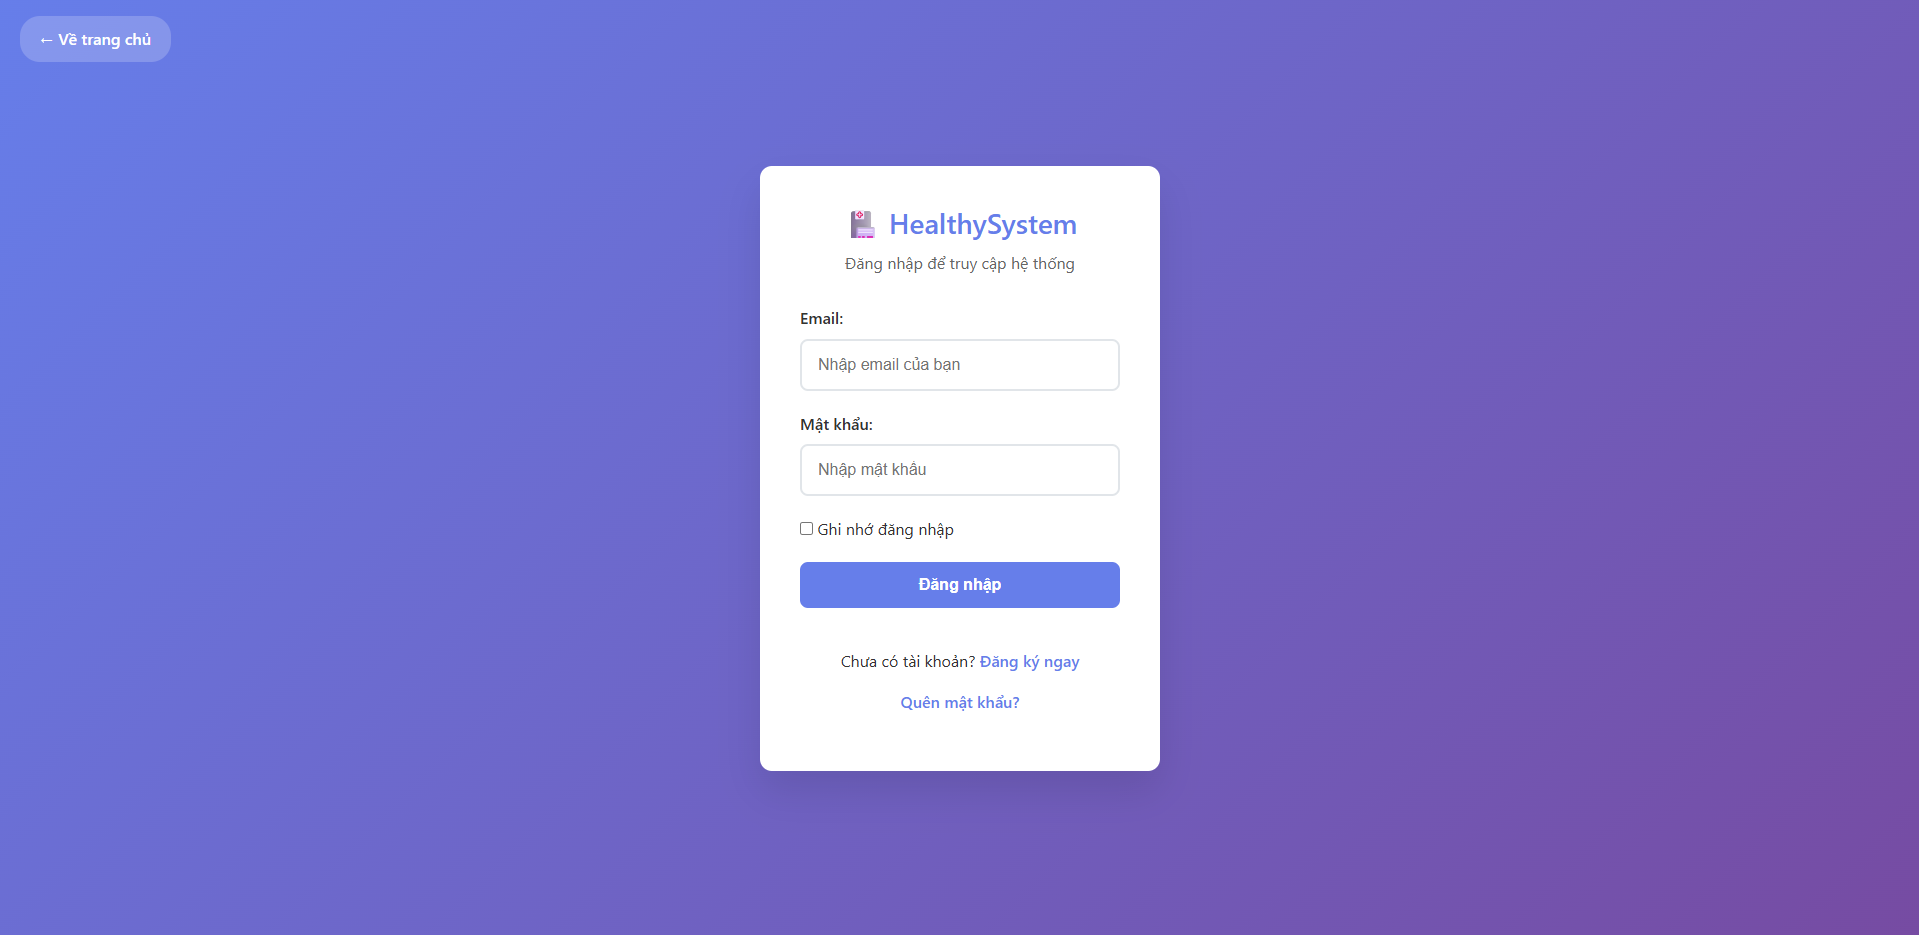 ← Về trang chủ
HealthySystem
Đăng nhập để truy cập hệ thống
Email:
Nhập email của bạn
Mật khẩu:
Nhập mật khẩu
Ghi nhớ đăng nhập
Đăng nhập
Chưa có tài khoản? Đăng ký ngay
Quên mật khẩu?